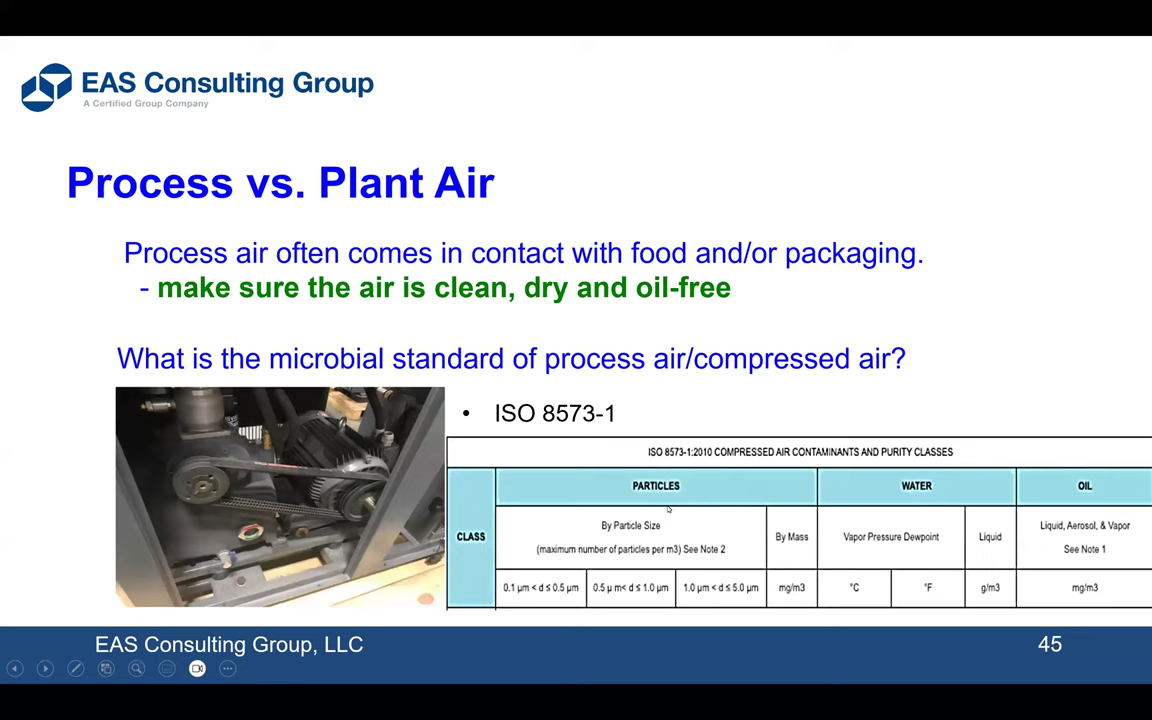 EAS Consulting Group
A Certified Group Company
Process vs. Plant Air
Process air often comes in contact with food and/or packaging.
- make sure the air is clean, dry and oil-free
What is the microbial standard of process air/compressed air?
• ISO 8573-1
ISO 8573-1:2010 COMPRESSED AIR CONTAMINANTS AND PURITY CLASSES
CLASS
PARTICLES
WATER
OIL
By Particle Size
(maximum number of particles per m3) See Note 2
By Mass
Vapor Pressure Dewpoint
Liquid
Liquid, Aerosol, & Vapor
See Note 1
0.1 µm < d ≤ 0.5 µm
0.5 µ m< d ≤ 1.0 µm
1.0 µm < d ≤ 5.0 µm
mg/m3
°C
°F
g/m3
mg/m3
EAS Consulting Group, LLC
45